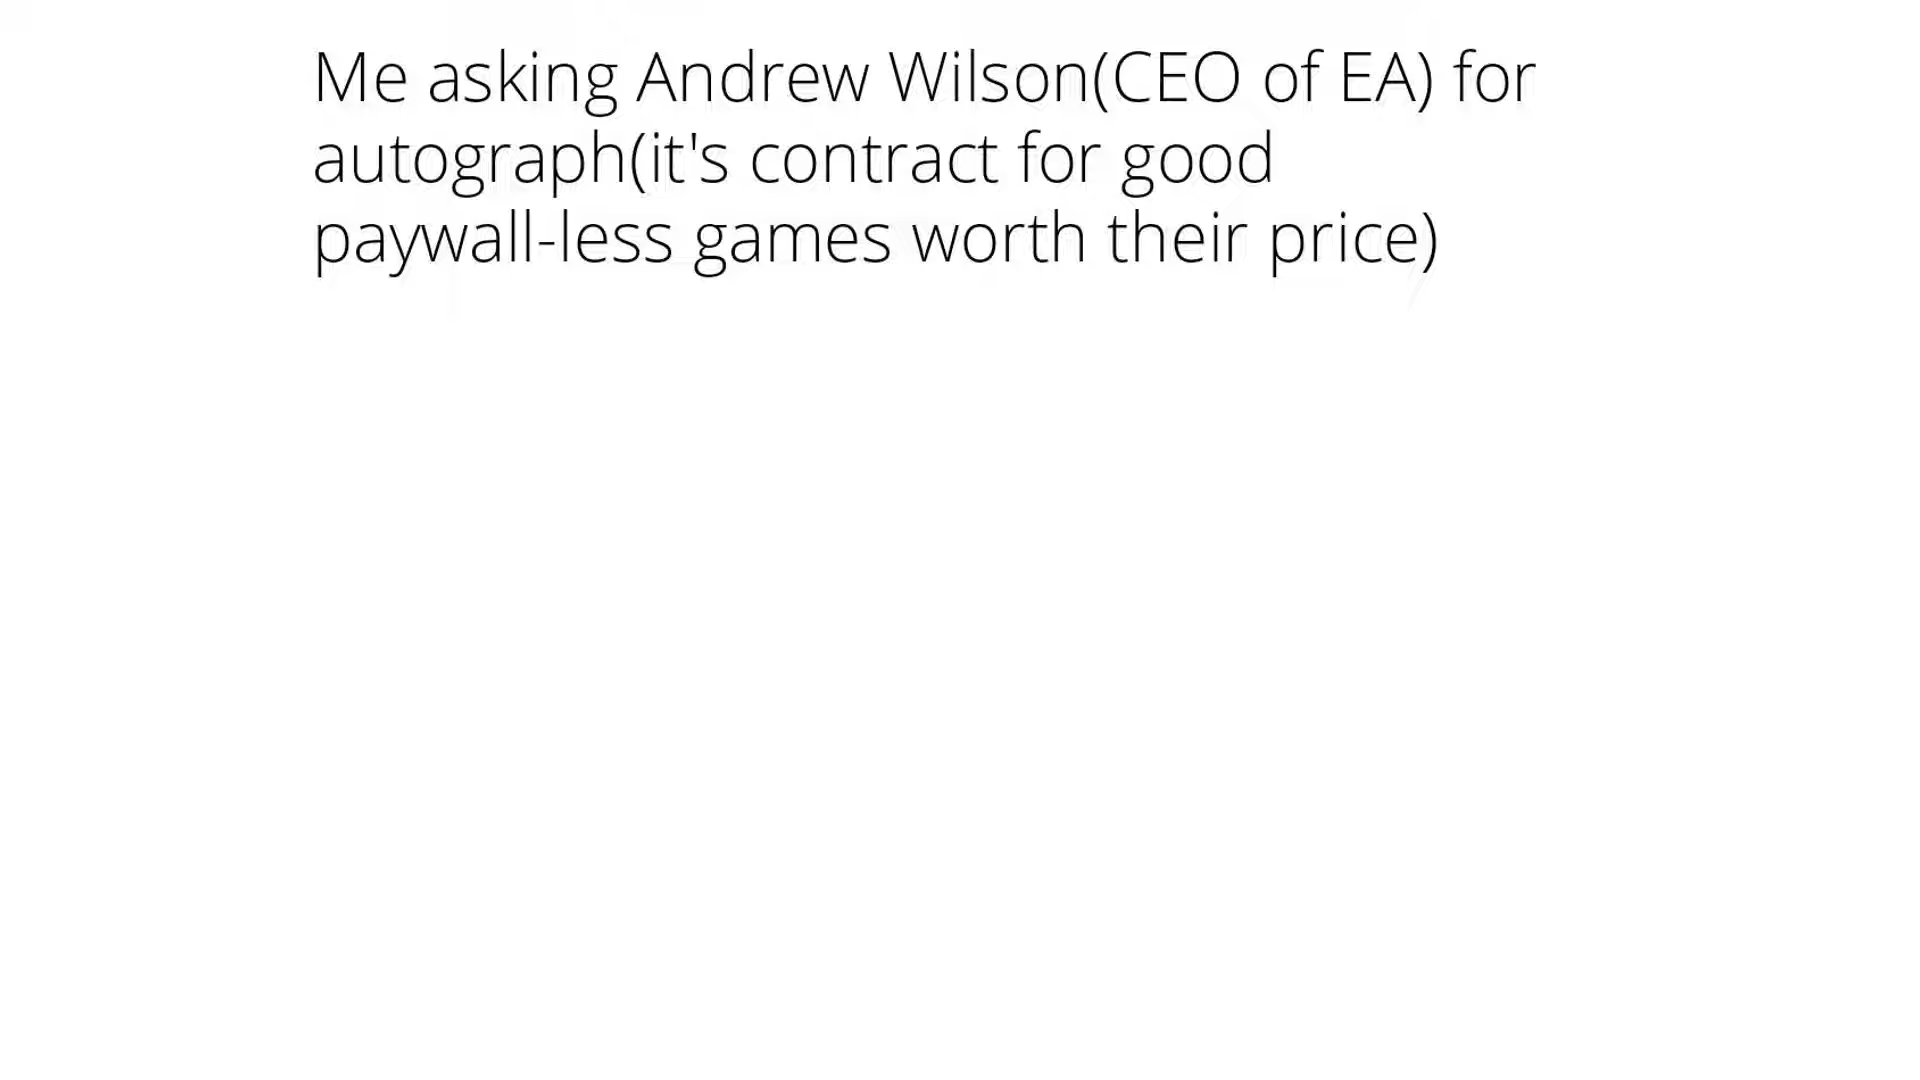 Me asking Andrew Wilson(CEO of EA) for
autograph(it's contract for good
paywall-less games worth their price)